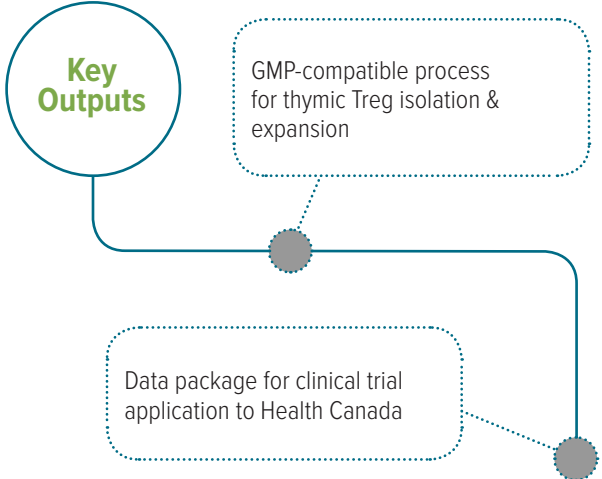 Key
Outputs
GMP-compatible process
for thymic Treg isolation &
expansion
Data package for clinical trial
application to Health Canada